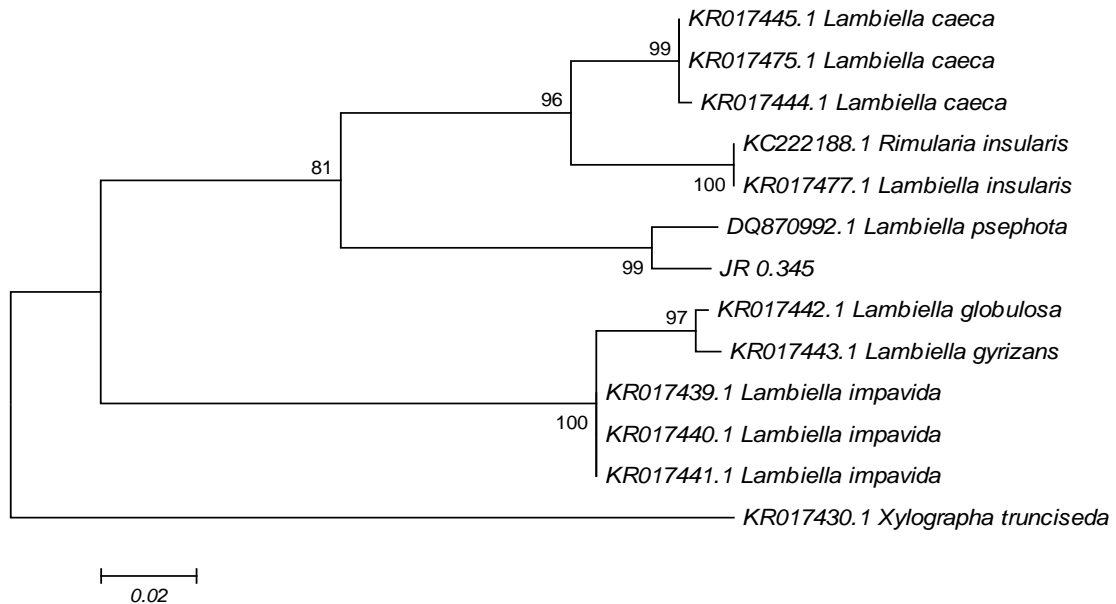 KR017445.1 Lambiella caeca
99
KR017475.1 Lambiella caeca
96
KR017444.1 Lambiella caeca
KC222188.1 Rimularia insularis
81
100
KR017477.1 Lambiella insularis
DQ870992.1 Lambiella psephota
99
JR 0.345
97
KR017442.1 Lambiella globulosa
KR017443.1 Lambiella gyrizans
KR017439.1 Lambiella impavida
100
KR017440.1 Lambiella impavida
KR017441.1 Lambiella impavida
KR017430.1 Xylographa trunciseda
0.02